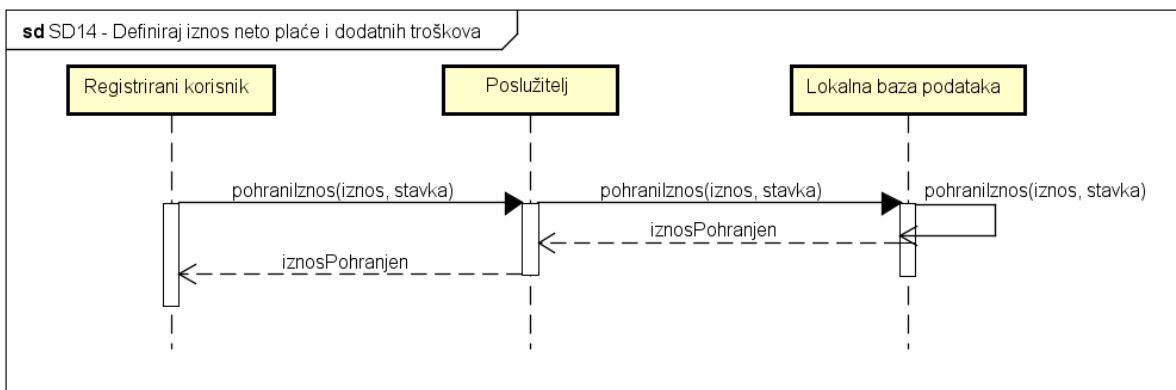 sd SD14 - Definiraj iznos neto plaće i dodatnih troškova
Registrirani korisnik
Poslužitelj
Lokalna baza podataka
pohraniIznos(iznos, stavka)
pohraniIznos(iznos, stavka)
pohraniIznos(iznos, stavka)
iznosPohranjen
iznosPohranjen